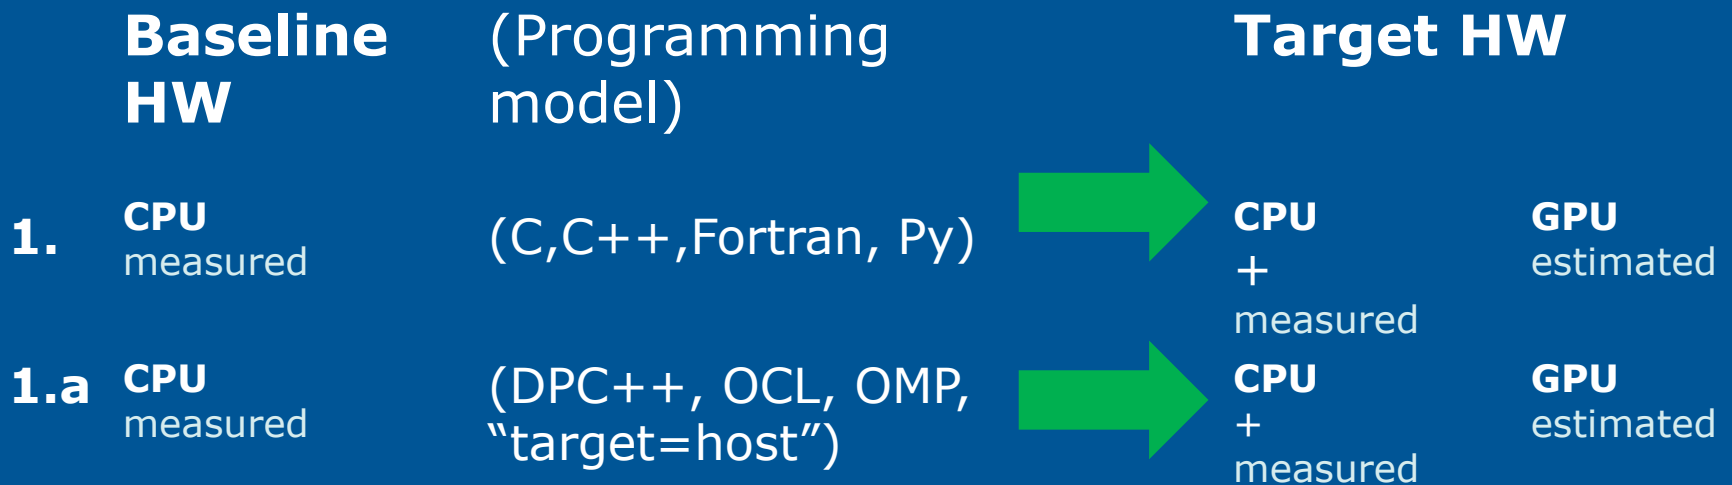 Baseline (Programming Target HW
HW model)
1. CPU (C,C++,Fortran, Py) CPU GPU
measured + estimated
measured
1.a CPU (DPC++, OCL, OMP, CPU GPU
measured “target=host”) + estimated
measured